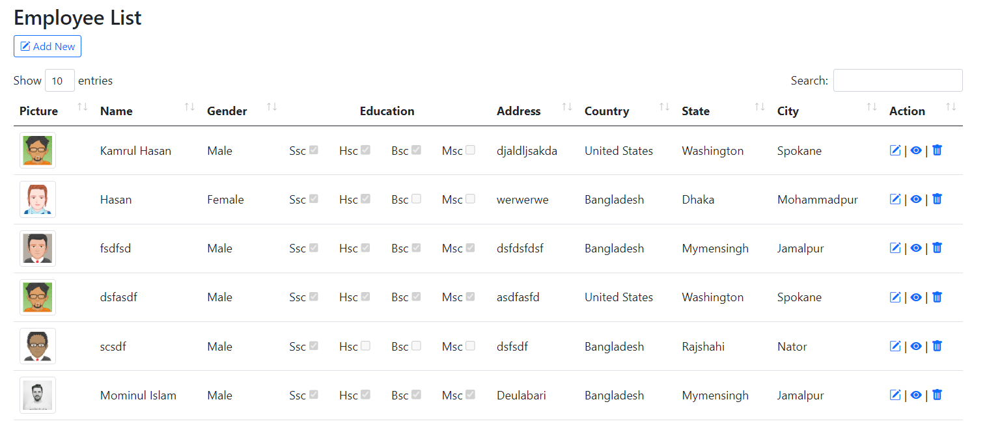 Employee List
Add New
Show 10 entries Search:
Picture Name Gender Education Address Country State City Action
Kamrul Hasan Male Ssc Hsc Bsc Msc djaldljsakda United States Washington Spokane | |
Hasan Female Ssc Hsc Bsc Msc werwerwe Bangladesh Dhaka Mohammadpur | |
fsdfsd Male Ssc Hsc Bsc Msc dsfdsfdsf Bangladesh Mymensingh Jamalpur | |
dsfasdf Male Ssc Hsc Bsc Msc asdfasfd United States Washington Spokane | |
scsdf Male Ssc Hsc Bsc Msc dsfsdf Bangladesh Rajshahi Nator | |
Mominul Islam Male Ssc Hsc Bsc Msc Deulabari Bangladesh Mymensingh Jamalpur | |